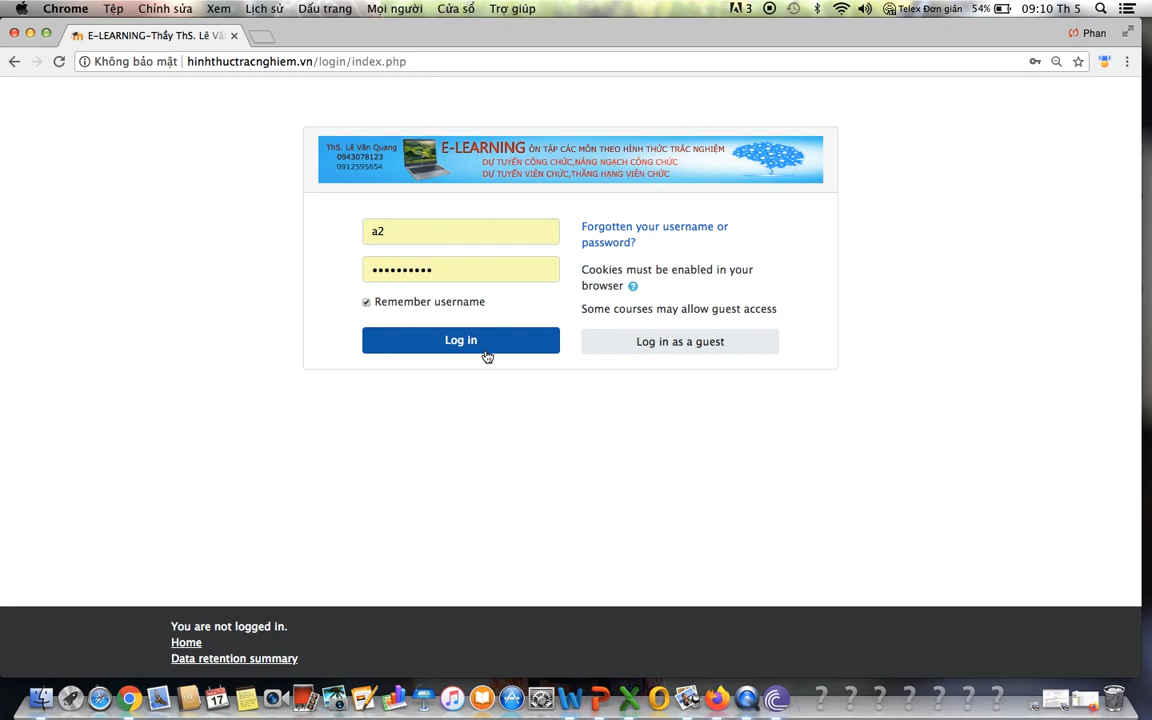 Chrome Tệp Chỉnh sửa Xem Lịch sử Dấu trang Mọi người Cửa sổ Trợ giúp 3 Telex Đơn giản 54% 09:10 Th 5
E-LEARNING-Thầy ThS. Lê Vă
Phan
Không bảo mật hinhthuctracnghiem.vn/login/index.php
ThS. Lê Văn Quang
0943078123
0912595654
E-LEARNING ÔN TẬP CÁC MÔN THEO HÌNH THỨC TRẮC NGHIỆM
DỰ TUYỂN CÔNG CHỨC,NÂNG NGẠCH CÔNG CHỨC
DỰ TUYỂN VIÊN CHỨC,THĂNG HẠNG VIÊN CHỨC
a2
••••••••••
Remember username
Log in
Forgotten your username or
password?
Cookies must be enabled in your
browser
Some courses may allow guest access
Log in as a guest
You are not logged in.
Home
Data retention summary
17